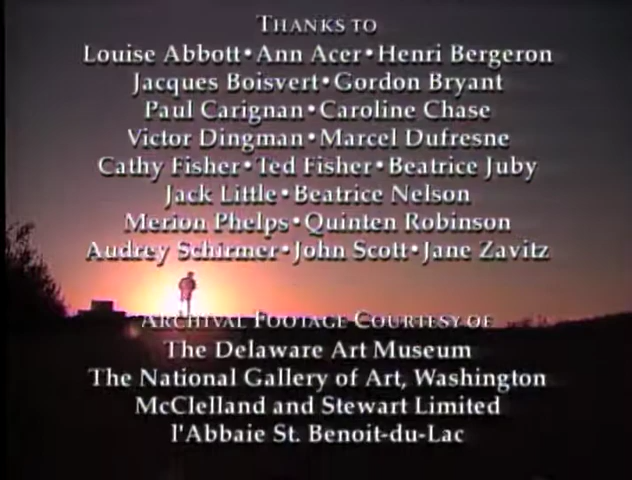 THANKS TO
Louise Abbott•Ann Acer•Henri Bergeron
Jacques Boisvert•Gordon Bryant
Paul Carignan•Caroline Chase
Victor Dingman•Marcel Dufresne
Cathy Fisher•Ted Fisher•Beatrice Juby
Jack Little•Beatrice Nelson
Merion Phelps•Quinten Robinson
Audrey Schirmer•John Scott•Jane Zavitz
ARCHIVAL FOOTAGE COURTESY OF
The Delaware Art Museum
The National Gallery of Art, Washington
McClelland and Stewart Limited
l'Abbaie St. Benoit-du-Lac